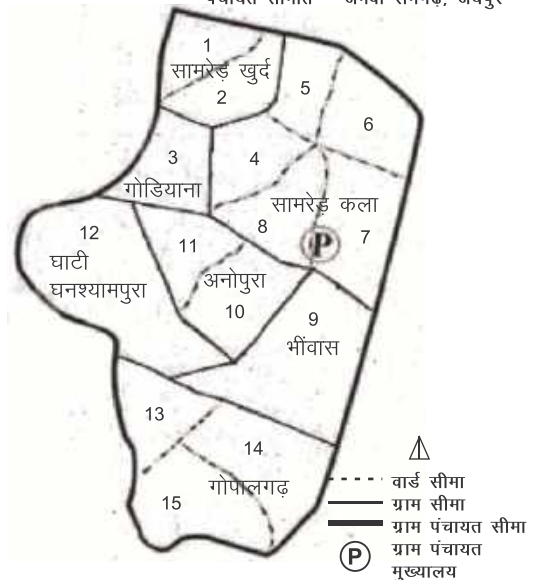 1
सामरेड़ खुर्द
2
5
6
3
4
गोडियाना
सामरेड़ कला
8
7
P
12
11
घाटी
घनश्यामपुरा
अनोपुरा
10
9
भींवास
13
14
गोपालगढ़
15
वार्ड सीमा
ग्राम सीमा
ग्राम पंचायत सीमा
P ग्राम पंचायत
मुख्यालय